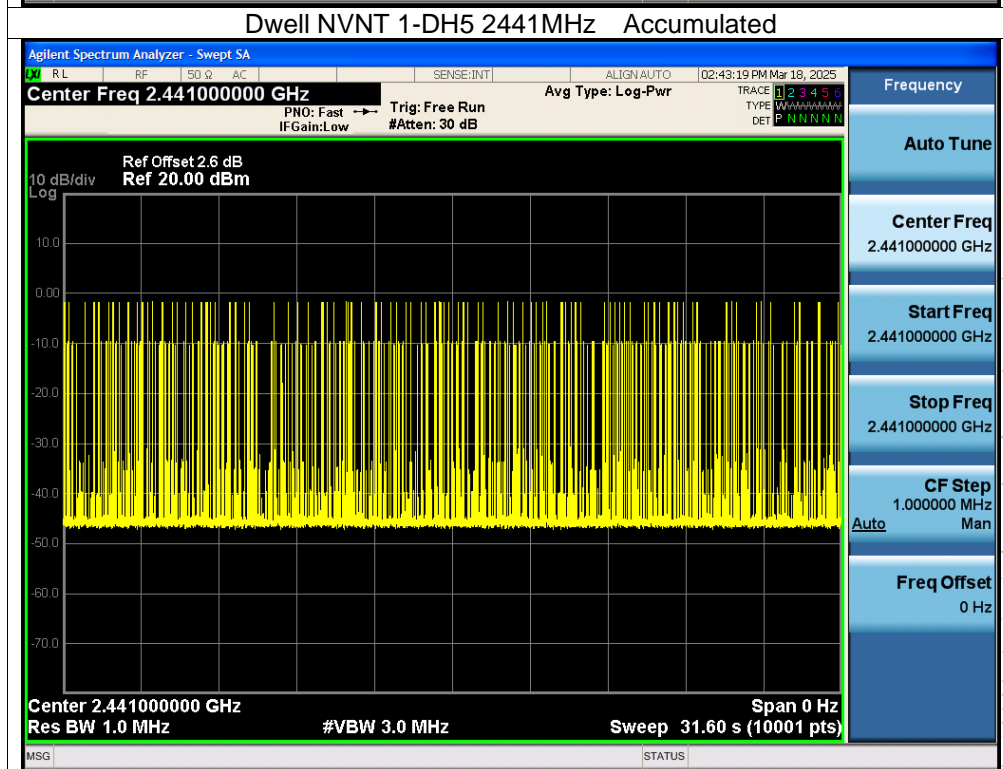 Dwell NVNT 1-DH5 2441MHz Accumulated
Agilent Spectrum Analyzer - Swept SA
LXI RL RF 50 Ω AC SENSE:INT ALIGN AUTO 02:43:19 PM Mar 18, 2025
Center Freq 2.441000000 GHz
PNO: Fast
IFGain:Low
Trig: Free Run
#Atten: 30 dB
Avg Type: Log-Pwr
TRACE 1 2 3 4 5 6
TYPE
DET P N N N N N
Ref Offset 2.6 dB
10 dB/div Ref 20.00 dBm
Log
10.0
0.00
-10.0
-20.0
-30.0
-40.0
-50.0
-60.0
-70.0
Center 2.441000000 GHz Span 0 Hz
Res BW 1.0 MHz #VBW 3.0 MHz Sweep 31.60 s (10001 pts)
MSG STATUS
Frequency
Auto Tune
Center Freq
2.441000000 GHz
Start Freq
2.441000000 GHz
Stop Freq
2.441000000 GHz
CF Step
1.000000 MHz
Auto Man
Freq Offset
0 Hz